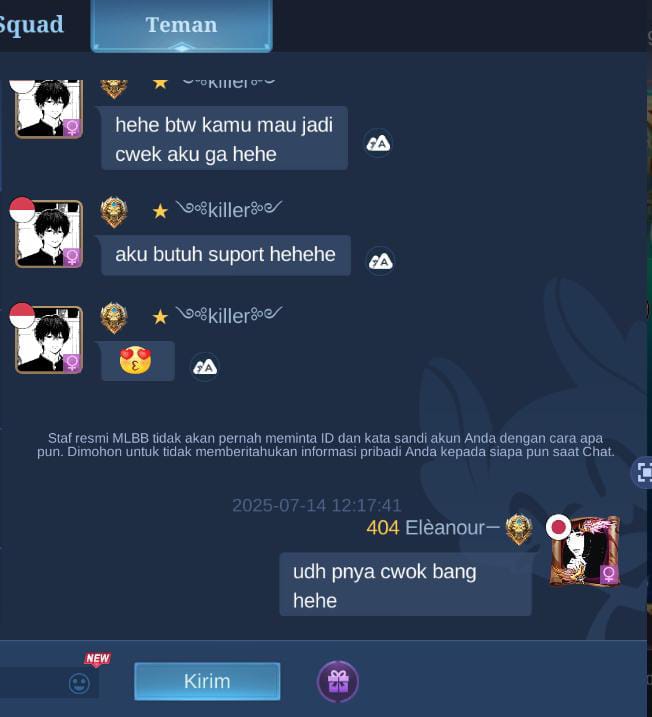 Squad
Teman
killer
hehe btw kamu mau jadi
cwek aku ga hehe
killer
aku butuh suport hehehe
killer
Staf resmi MLBB tidak akan pernah meminta ID dan kata sandi akun Anda dengan cara apa
pun. Dimohon untuk tidak memberitahukan informasi pribadi Anda kepada siapa pun saat Chat.
2025-07-14 12:17:41
404 Elèanour—
udh pnya cwok bang
hehe
NEW
Kirim